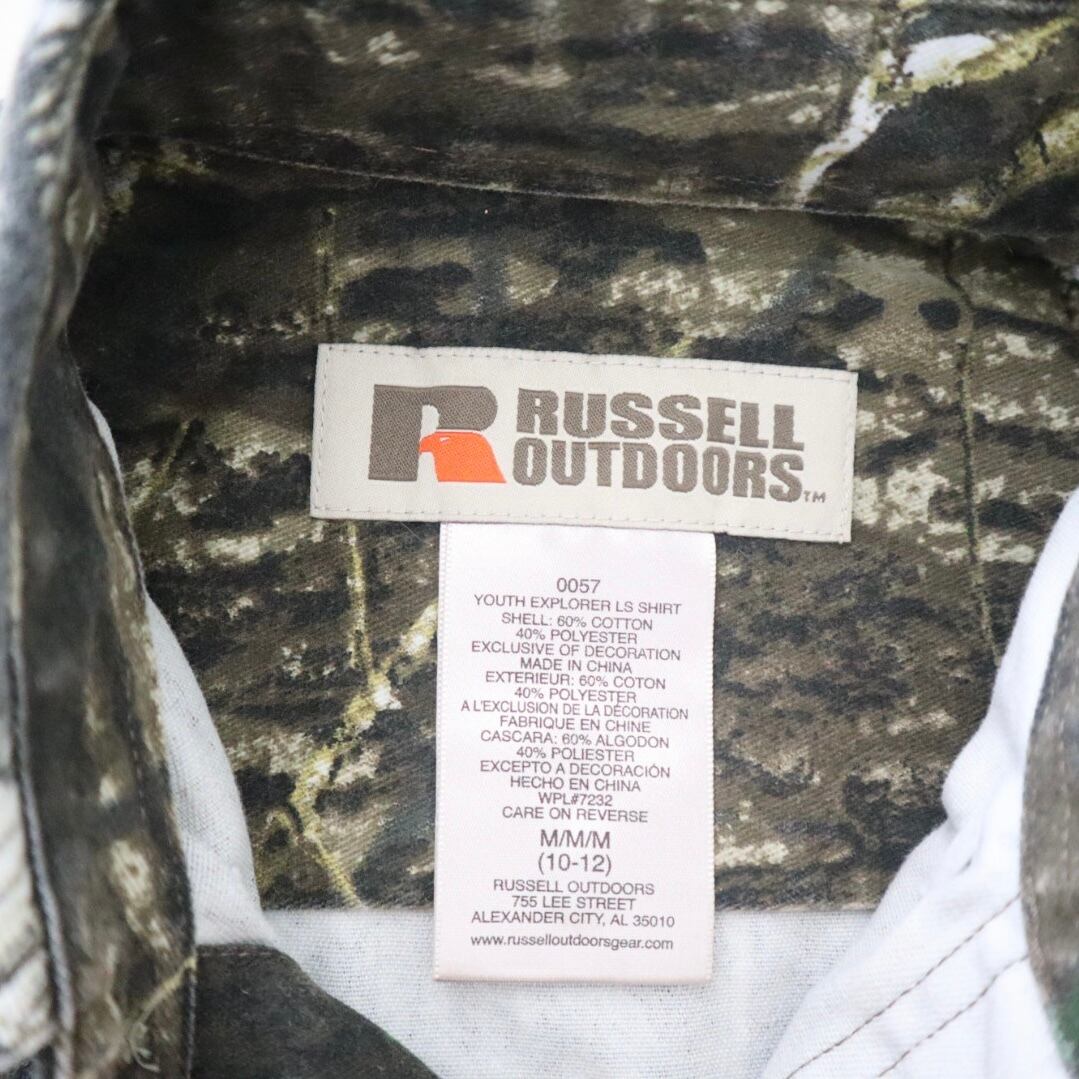 RUSSELL
OUTDOORS™
0057
YOUTH EXPLORER LS SHIRT
SHELL: 60% COTTON
40% POLYESTER
EXCLUSIVE OF DECORATION
MADE IN CHINA
EXTERIEUR: 60% COTON
40% POLYESTER
A L'EXCLUSION DE LA DÉCORATION
FABRIQUE EN CHINE
CASCARA: 60% ALGODON
40% POLIESTER
EXCEPTO A DECORACIÓN
HECHO EN CHINA
WPL#7232
CARE ON REVERSE
M/M/M
(10-12)
RUSSELL OUTDOORS
755 LEE STREET
ALEXANDER CITY, AL 35010
www.russelloutdoorsgear.com